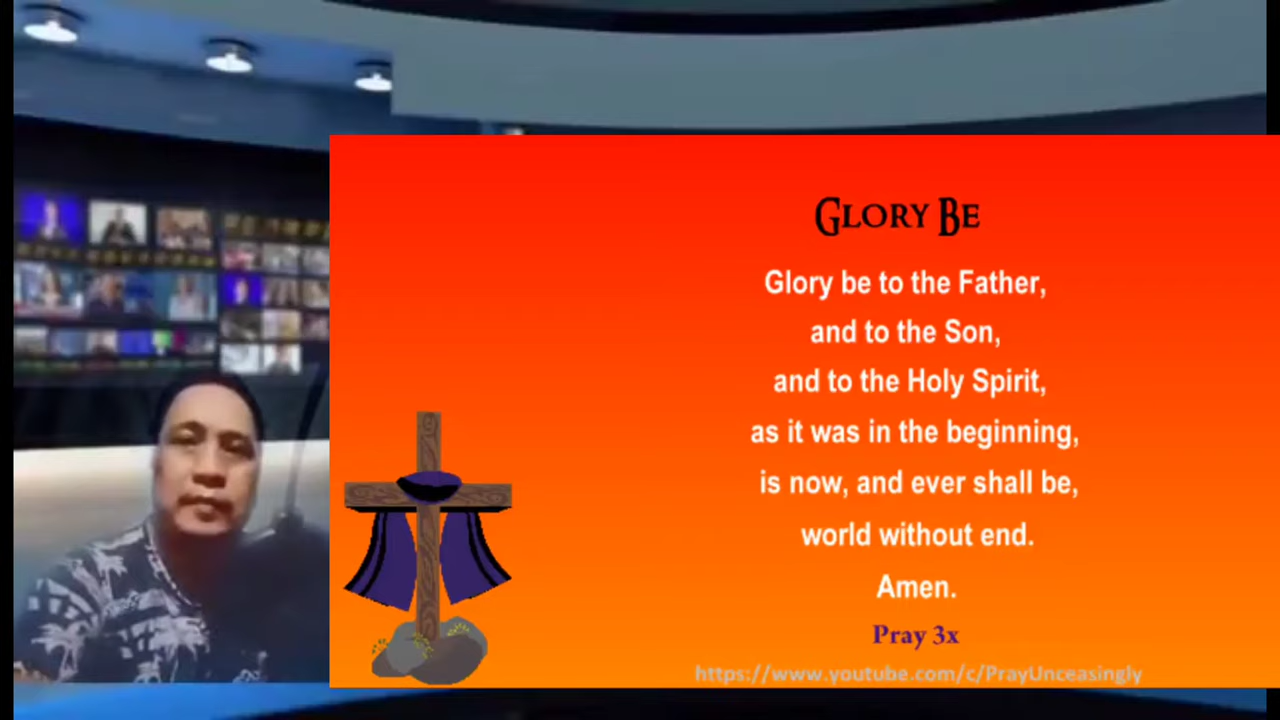 Glory Be
Glory be to the Father,
and to the Son,
and to the Holy Spirit,
as it was in the beginning,
is now, and ever shall be,
world without end.
Amen.
Pray 3x
https://www.youtube.com/c/PrayUnceasingly